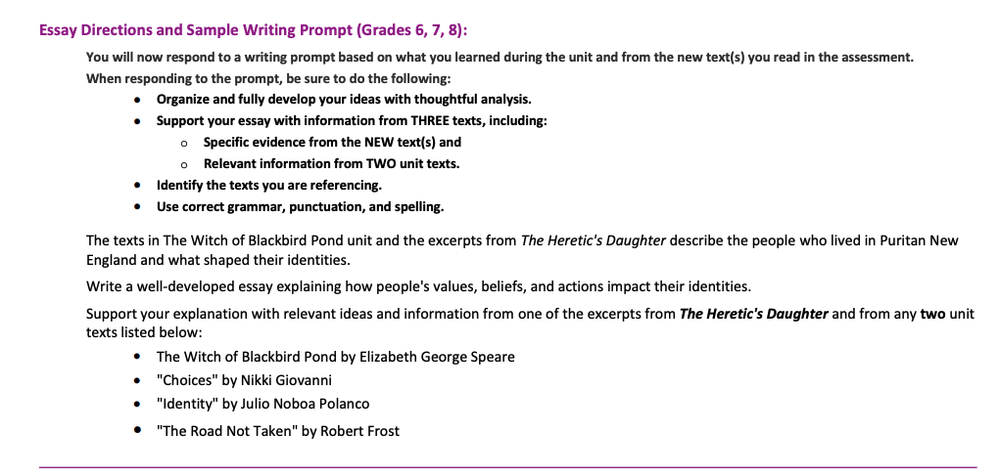 Essay Directions and Sample Writing Prompt (Grades 6, 7, 8):
You will now respond to a writing prompt based on what you learned during the unit and from the new text(s) you read in the assessment.
When responding to the prompt, be sure to do the following:
• Organize and fully develop your ideas with thoughtful analysis.
• Support your essay with information from THREE texts, including:
o Specific evidence from the NEW text(s) and
o Relevant information from TWO unit texts.
• Identify the texts you are referencing.
• Use correct grammar, punctuation, and spelling.
The texts in The Witch of Blackbird Pond unit and the excerpts from The Heretic's Daughter describe the people who lived in Puritan New
England and what shaped their identities.
Write a well-developed essay explaining how people's values, beliefs, and actions impact their identities.
Support your explanation with relevant ideas and information from one of the excerpts from The Heretic's Daughter and from any two unit
texts listed below:
• The Witch of Blackbird Pond by Elizabeth George Speare
• "Choices" by Nikki Giovanni
• "Identity" by Julio Noboa Polanco
• "The Road Not Taken" by Robert Frost